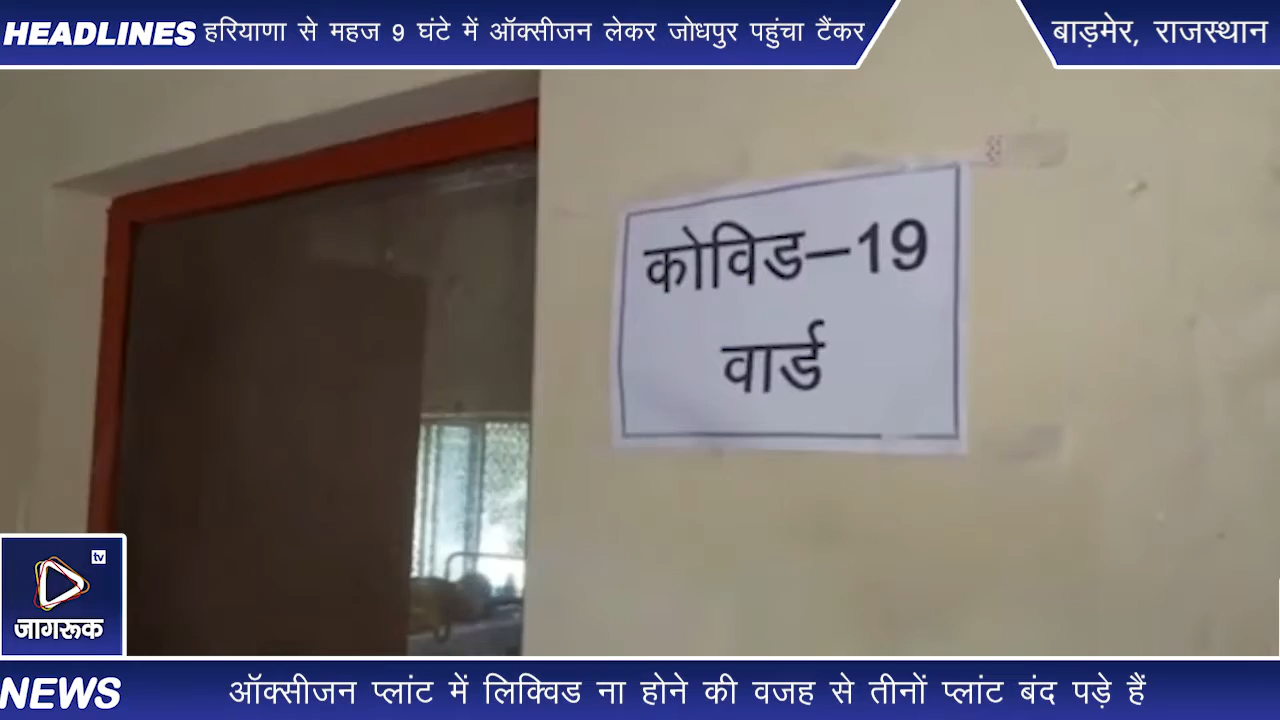 HEADLINES हरियाणा से महज 9 घंटे में ऑक्सीजन लेकर जोधपुर पहुंचा टैंकर
बाड़मेर, राजस्थान
कोविड–19
वार्ड
tv
जागरूक
NEWS ऑक्सीजन प्लांट में लिक्विड ना होने की वजह से तीनों प्लांट बंद पड़े हैं